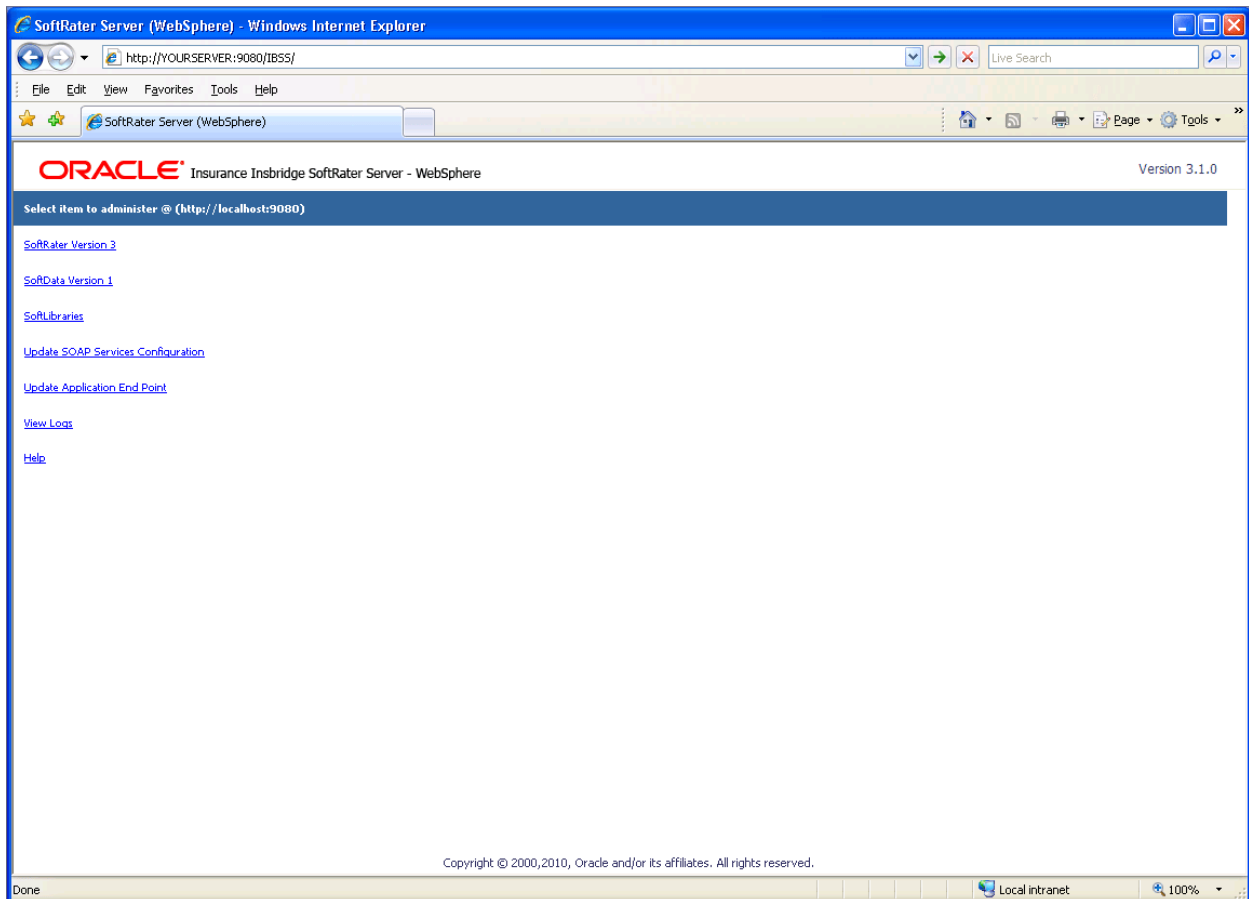 SoftRater Server (WebSphere) - Windows Internet Explorer
http://YOURSERVER:9080/IBSS/
Live Search
File Edit View Favorites Tools Help
SoftRater Server (WebSphere)
Page Tools »
ORACLE® Insurance Insbridge SoftRater Server - WebSphere
Version 3.1.0
Select item to administer @ (http://localhost:9080)
SoftRater Version 3
SoftData Version 1
SoftLibraries
Update SOAP Services Configuration
Update Application End Point
View Logs
Help
Copyright © 2000,2010, Oracle and/or its affiliates. All rights reserved.
Done
Local intranet
100%